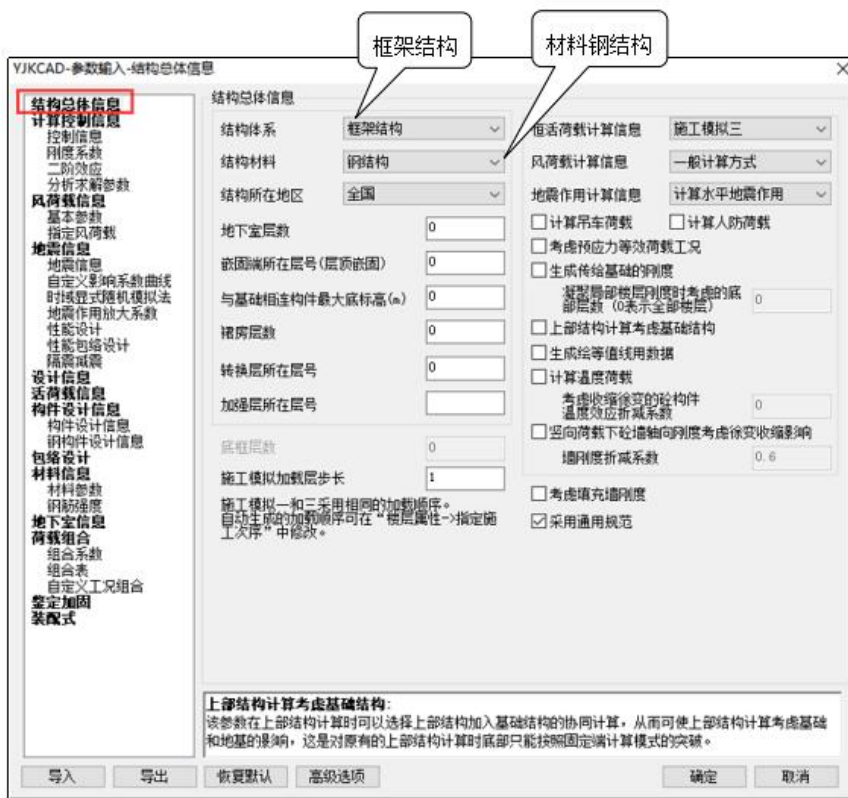 框架结构
材料钢结构
YJKCAD-参数输入-结构总体信息
结构总体信息
计算控制信息
控制信息
刚度系数
二阶效应
分析求解参数
风荷载信息
基本参数
指定风荷载
地震信息
地震信息
自定义影响系数曲线
时域显式随机模拟法
地震作用放大系数
性能设计
性能包络设计
隔震减震
设计信息
活荷载信息
构件设计信息
构件设计信息
钢构件设计信息
包络设计
材料信息
材料参数
钢筋强度
地下室信息
荷载组合
组合系数
组合表
自定义工况组合
鉴定加固
装配式
结构总体信息
结构体系 框架结构
结构材料 钢结构
结构所在地区 全国
地下室层数 0
嵌固端所在层号(层顶嵌固) 0
与基础相连构件最大底标高(m) 0
裙房层数 0
转换层所在层号 0
加强层所在层号
底框层数 0
施工模拟加载层步长 1
施工模拟一和三采用相同的加载顺序。
自动生成的加载顺序可在“楼层属性->指定施
工次序”中修改。
恒活荷载计算信息 施工模拟三
风荷载计算信息 一般计算方式
地震作用计算信息 计算水平地震作用
计算吊车荷载 计算人防荷载
考虑预应力等效荷载工况
生成传给基础的刚度
凝聚局部楼层刚度时考虑的底
部层数（0表示全部楼层） 0
上部结构计算考虑基础结构
生成绘等值线用数据
计算温度荷载
考虑收缩徐变的砼构件
温度效应折减系数 0
竖向荷载下砼墙轴向刚度考虑徐变收缩影响
墙刚度折减系数 0.6
考虑填充墙刚度
采用通用规范
上部结构计算考虑基础结构:
该参数在上部结构计算时可以选择上部结构加入基础结构的协同计算，从而可使上部结构计算考虑基础
和地基的影响，这是对原有的上部结构计算时底部只能按照固定端计算模式的突破。
导入 导出 恢复默认 高级选项 确定 取消